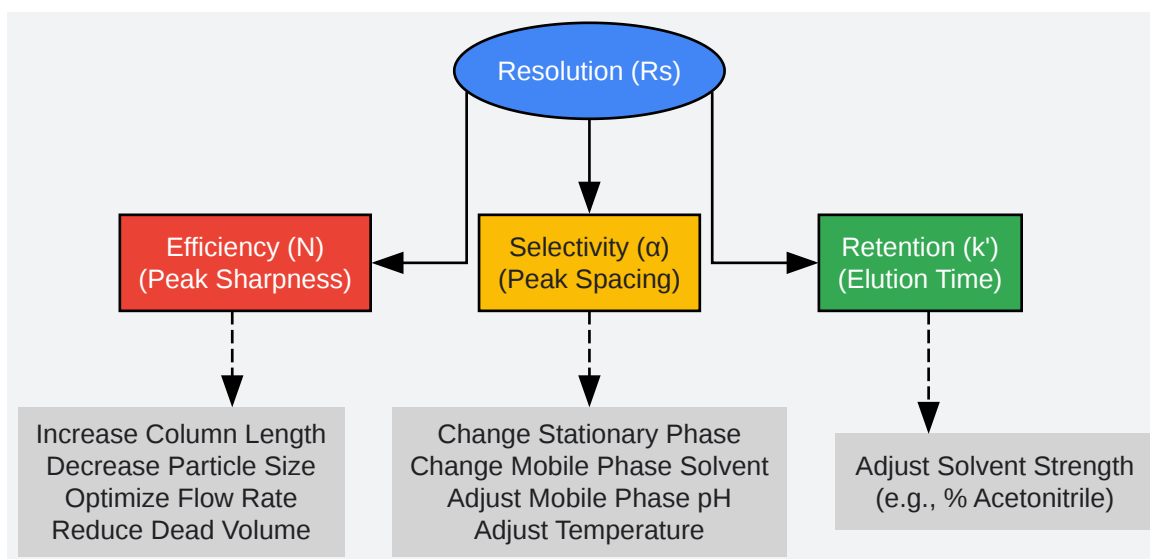 Resolution (Rs)
Efficiency (N)
(Peak Sharpness)
Selectivity (α)
(Peak Spacing)
Retention (k')
(Elution Time)
Increase Column Length
Decrease Particle Size
Optimize Flow Rate
Reduce Dead Volume
Change Stationary Phase
Change Mobile Phase Solvent
Adjust Mobile Phase pH
Adjust Temperature
Adjust Solvent Strength
(e.g., % Acetonitrile)